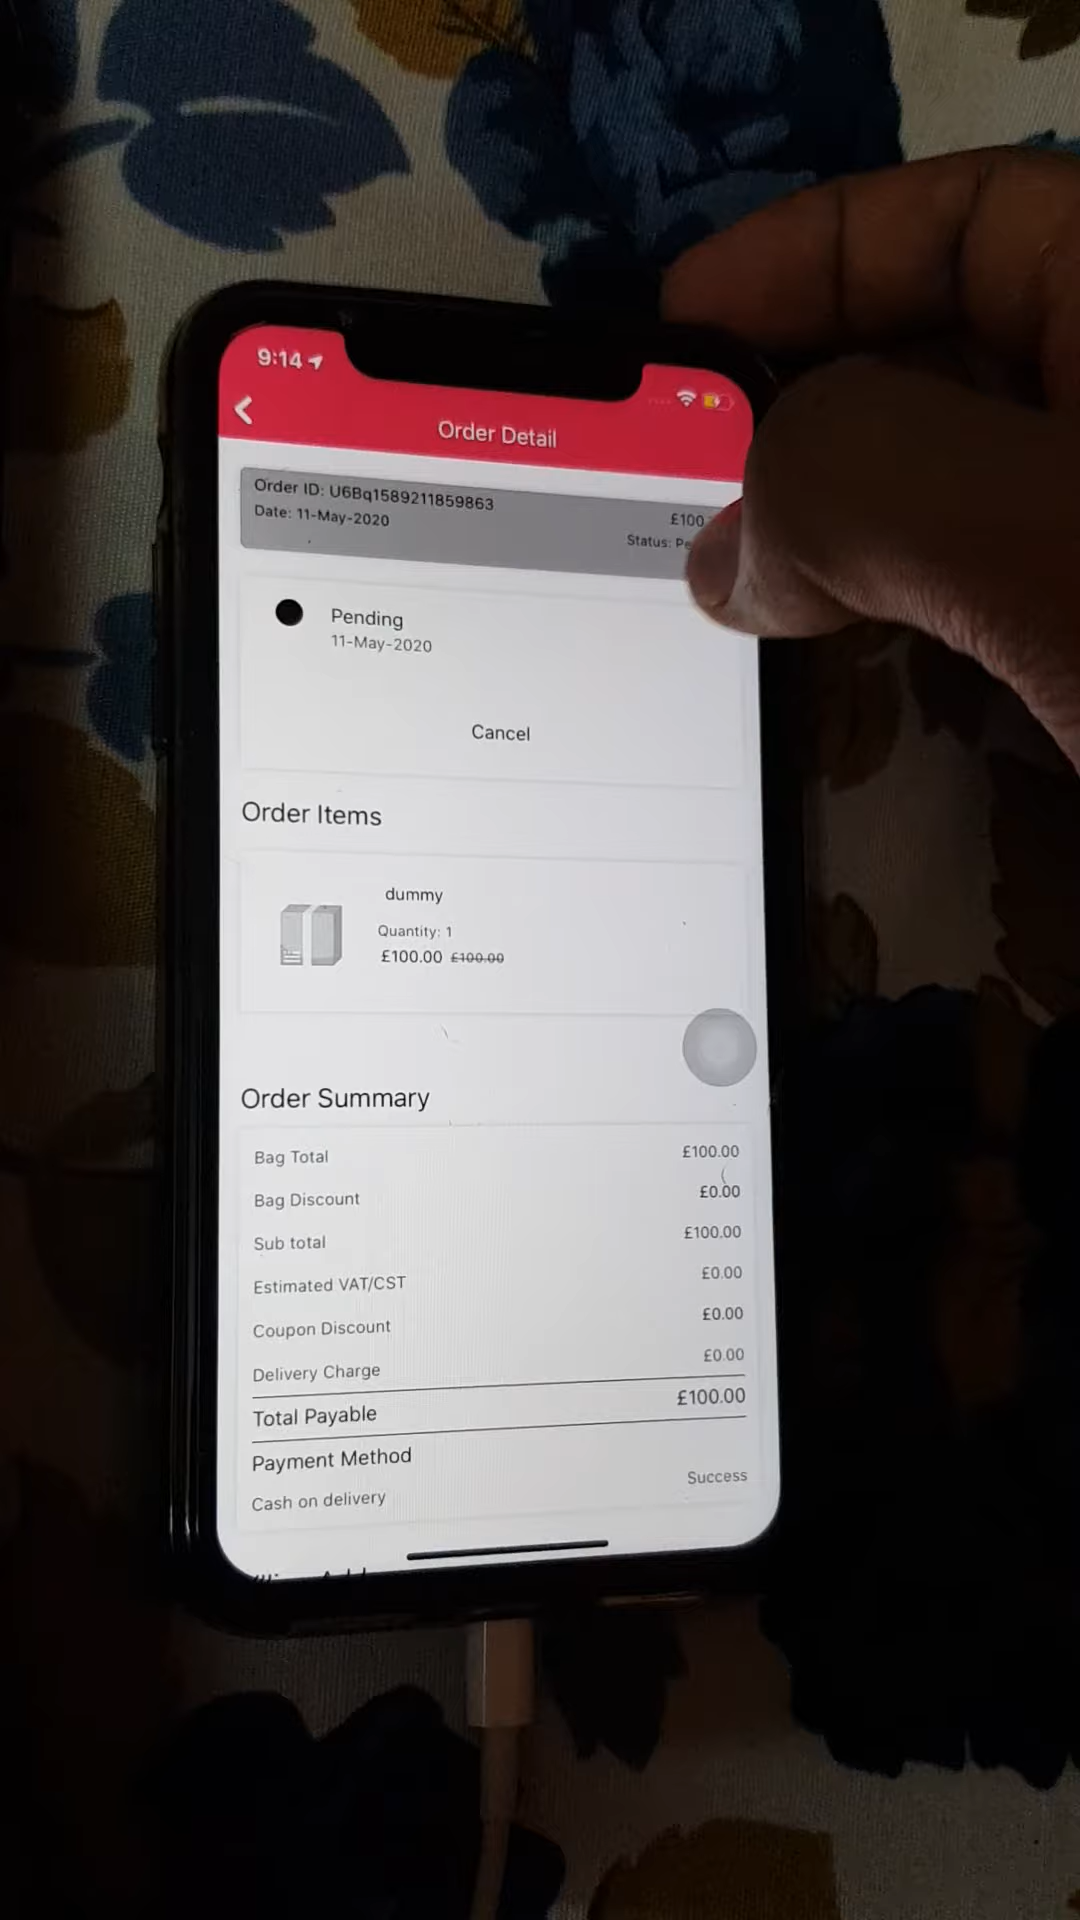 9:14
Order Detail
Order ID: U6Bq1589211859863
£100
Date: 11-May-2020
Status:
Pending
11-May-2020
Cancel
Order Items
dummy
Quantity: 1
£100.00 £100.00
Order Summary
Bag Total £100.00
Bag Discount £0.00
Sub total £100.00
Estimated VAT/CST £0.00
Coupon Discount £0.00
Delivery Charge £0.00
Total Payable £100.00
Payment Method
Cash on delivery Success